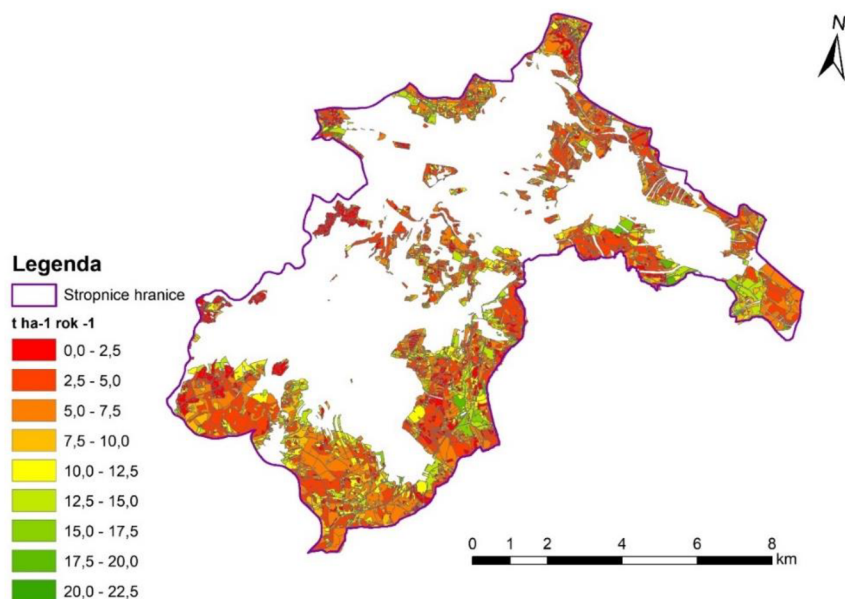 N
Legenda
Stropnice hranice
t ha-1 rok -1
0,0 - 2,5
2,5 - 5,0
5,0 - 7,5
7,5 - 10,0
10,0 - 12,5
12,5 - 15,0
15,0 - 17,5
17,5 - 20,0
20,0 - 22,5
0 1 2 4 6 8
km